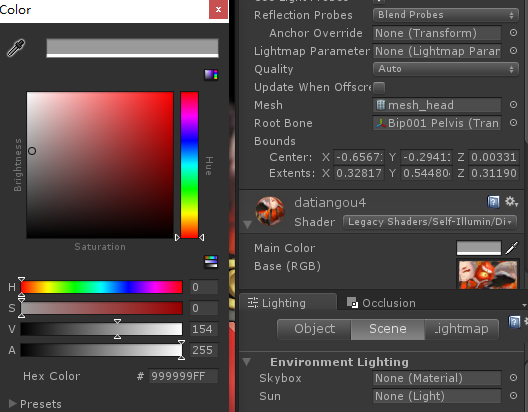 Color
x
Brightness
Hue
Saturation
H 0
S 0
V 154
A 255
Hex Color # 999999FF
Presets
Reflection Probes Blend Probes
Anchor Override None (Transform)
Lightmap Parameter None (Lightmap Parar
Quality Auto
Update When Offscre
Mesh mesh_head
Root Bone Bip001 Pelvis (Tran
Bounds
Center: X -0.6567 Y -0.2941 Z 0.00331
Extents: X 0.32817 Y 0.5448 Z 0.31190
datiangou4
Shader Legacy Shaders/Self-Illumin/Di
Main Color
Base (RGB)
Lighting Occlusion
Object Scene Lightmap
Environment Lighting
Skybox None (Material)
Sun None (Light)